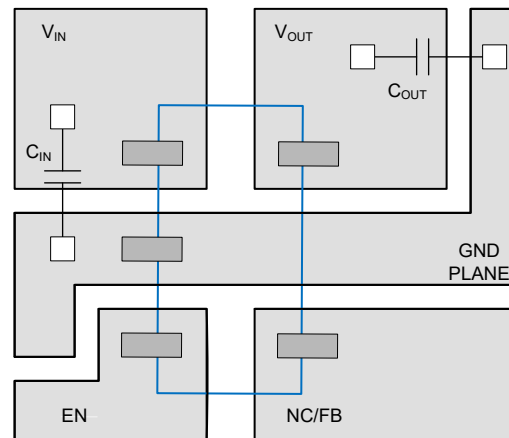 VIN
VOUT
COUT
CIN
GND
PLANE
EN
NC/FB